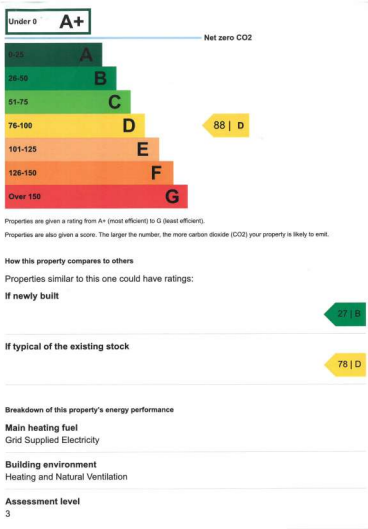 Under 0 A+
Net zero CO2
0-25 A
26-50 B
51-75 C
76-100 D
88 | D
101-125 E
126-150 F
Over 150 G
Properties are given a rating from A+ (most efficient) to G (least efficient).
Properties are also given a score. The larger the number, the more carbon dioxide (CO2) your property is likely to emit.
How this property compares to others
Properties similar to this one could have ratings:
If newly built
27 | B
If typical of the existing stock
78 | D
Breakdown of this property's energy performance
Main heating fuel
Grid Supplied Electricity
Building environment
Heating and Natural Ventilation
Assessment level
3